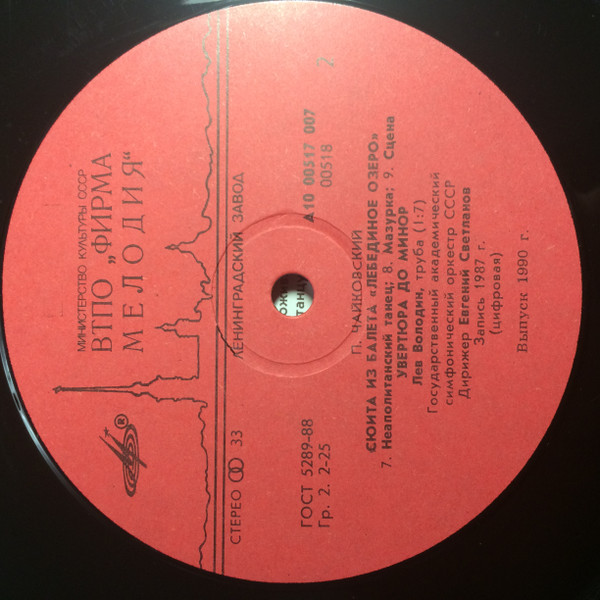 МИНИСТЕРСТВО КУЛЬТУРЫ СССР
ВТПО „ФИРМА
МЕЛОДИЯ“
®
СТЕРЕО 33
ЛЕНИНГРАДСКИЙ ЗАВОД
ГОСТ 5289-88
Гр. 2. 2-25
А10 00517 007
00518
2
П. ЧАЙКОВСКИЙ
СЮИТА ИЗ БАЛЕТА «ЛЕБЕДИНОЕ ОЗЕРО»
7. Неаполитанский танец; 8. Мазурка; 9. Сцена
УВЕРТЮРА ДО МИНОР
Лев Володин, труба (1:7)
Государственный академический
симфонический оркестр СССР
Дирижер Евгений Светланов
Запись 1987 г.
(цифровая)
Выпуск 1990 г.